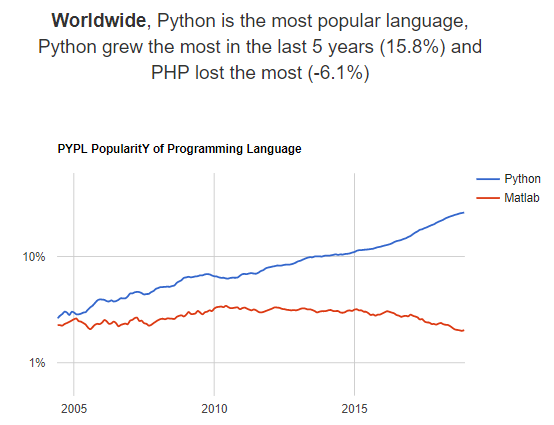 Worldwide, Python is the most popular language,
Python grew the most in the last 5 years (15.8%) and
PHP lost the most (-6.1%)
PYPL PopularitY of Programming Language
Python
Matlab
10%
1%
2005
2010
2015